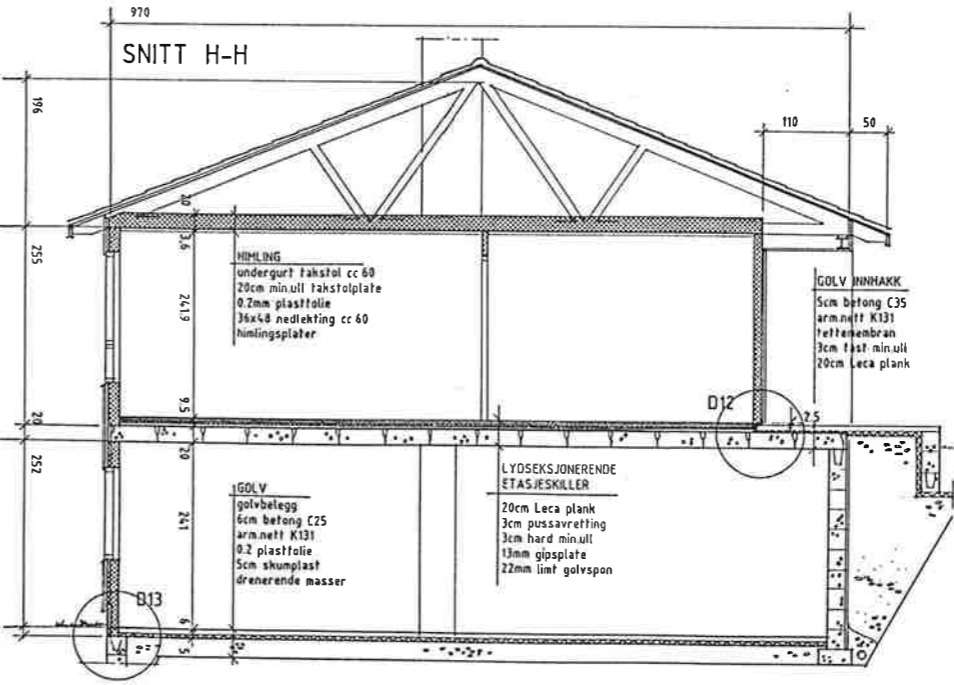 970
SNITT H-H
196
110
50
20
3.6
255
HIMLING
undergurt takstol cc 60
20cm min.ull takstolplate
0.2mm plastfolie
36x48 nedlekting cc 60
himlingsplater
241.9
GOLV INNHAKK
5cm betong C35
arm.nett K131
tettemembran
3cm fast min.ull
20cm Leca plank
9.5
D12
2.5
20
20
252
LYDSEKSJONERENDE
ETASJESKILLER
20cm Leca plank
3cm pussavretting
3cm hard min.ull
13mm gipsplate
22mm limt golvspon
GOLV
golvbelegg
6cm betong C25
arm.nett K131
0.2 plastfolie
5cm skumplast
drenerende masser
241
D13
6
5